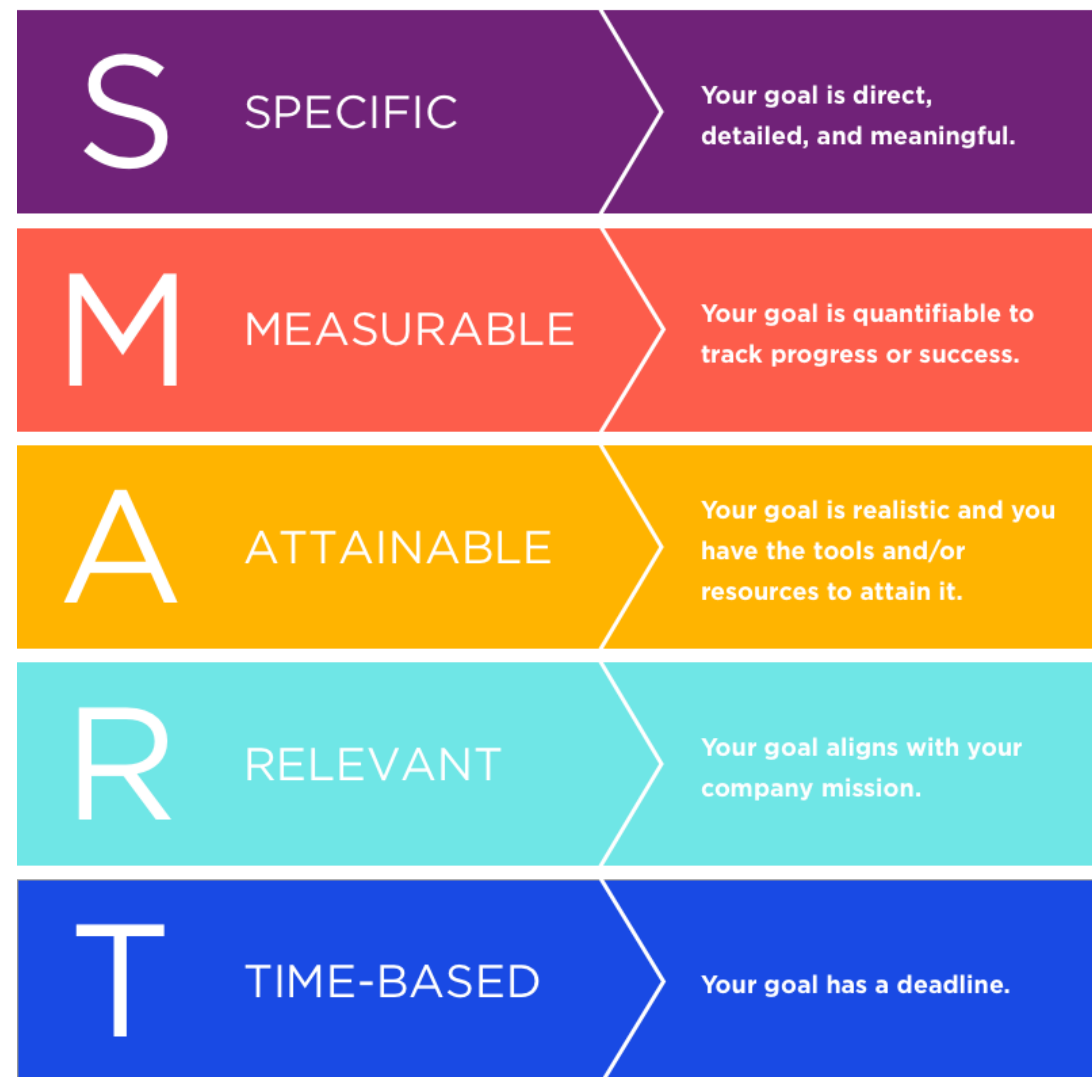 S SPECIFIC
Your goal is direct,
detailed, and meaningful.
M MEASURABLE
Your goal is quantifiable to
track progress or success.
A ATTAINABLE
Your goal is realistic and you
have the tools and/or
resources to attain it.
R RELEVANT
Your goal aligns with your
company mission.
T TIME-BASED
Your goal has a deadline.